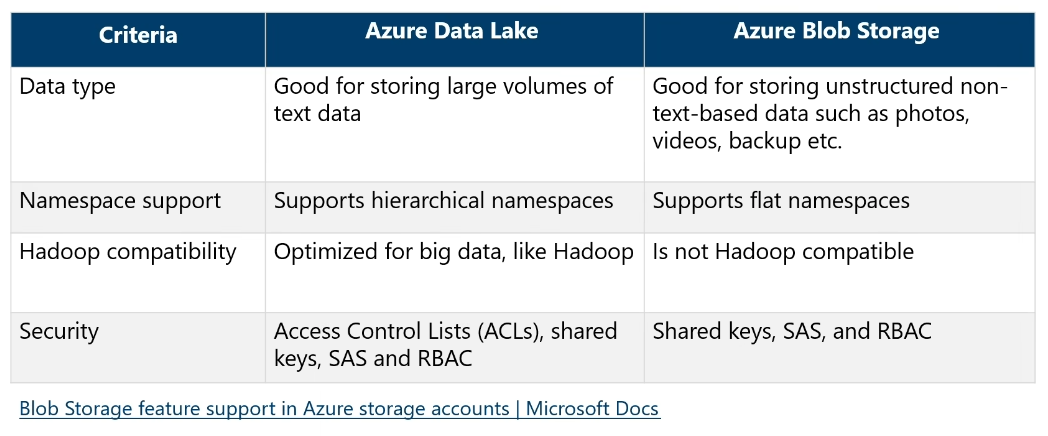 Criteria
Azure Data Lake
Azure Blob Storage
Data type
Good for storing large volumes of
text data
Good for storing unstructured non-
text-based data such as photos,
videos, backup etc.
Namespace support
Supports hierarchical namespaces
Supports flat namespaces
Hadoop compatibility
Optimized for big data, like Hadoop
Is not Hadoop compatible
Security
Access Control Lists (ACLs), shared
keys, SAS and RBAC
Shared keys, SAS, and RBAC
Blob Storage feature support in Azure storage accounts | Microsoft Docs